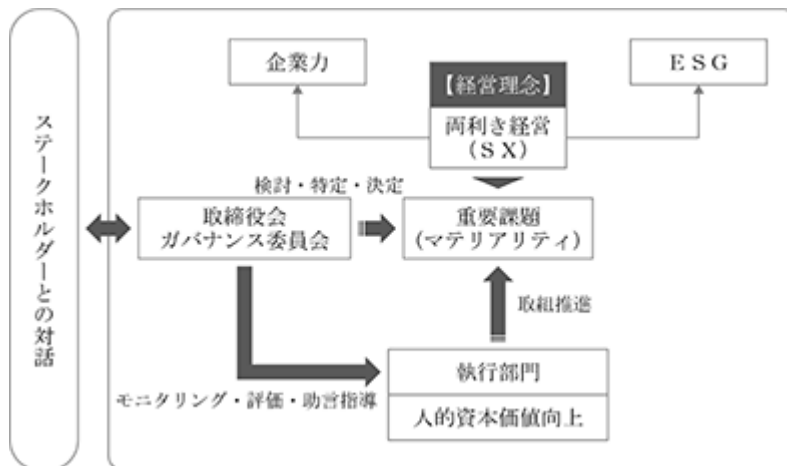 ステークホルダーとの対話
企業力
【経営理念】
両利き経営
(SX)
ESG
検討・特定・決定
取締役会
ガバナンス委員会
重要課題
(マテリアリティ)
取組推進
執行部門
人的資本価値向上
モニタリング・評価・助言指導